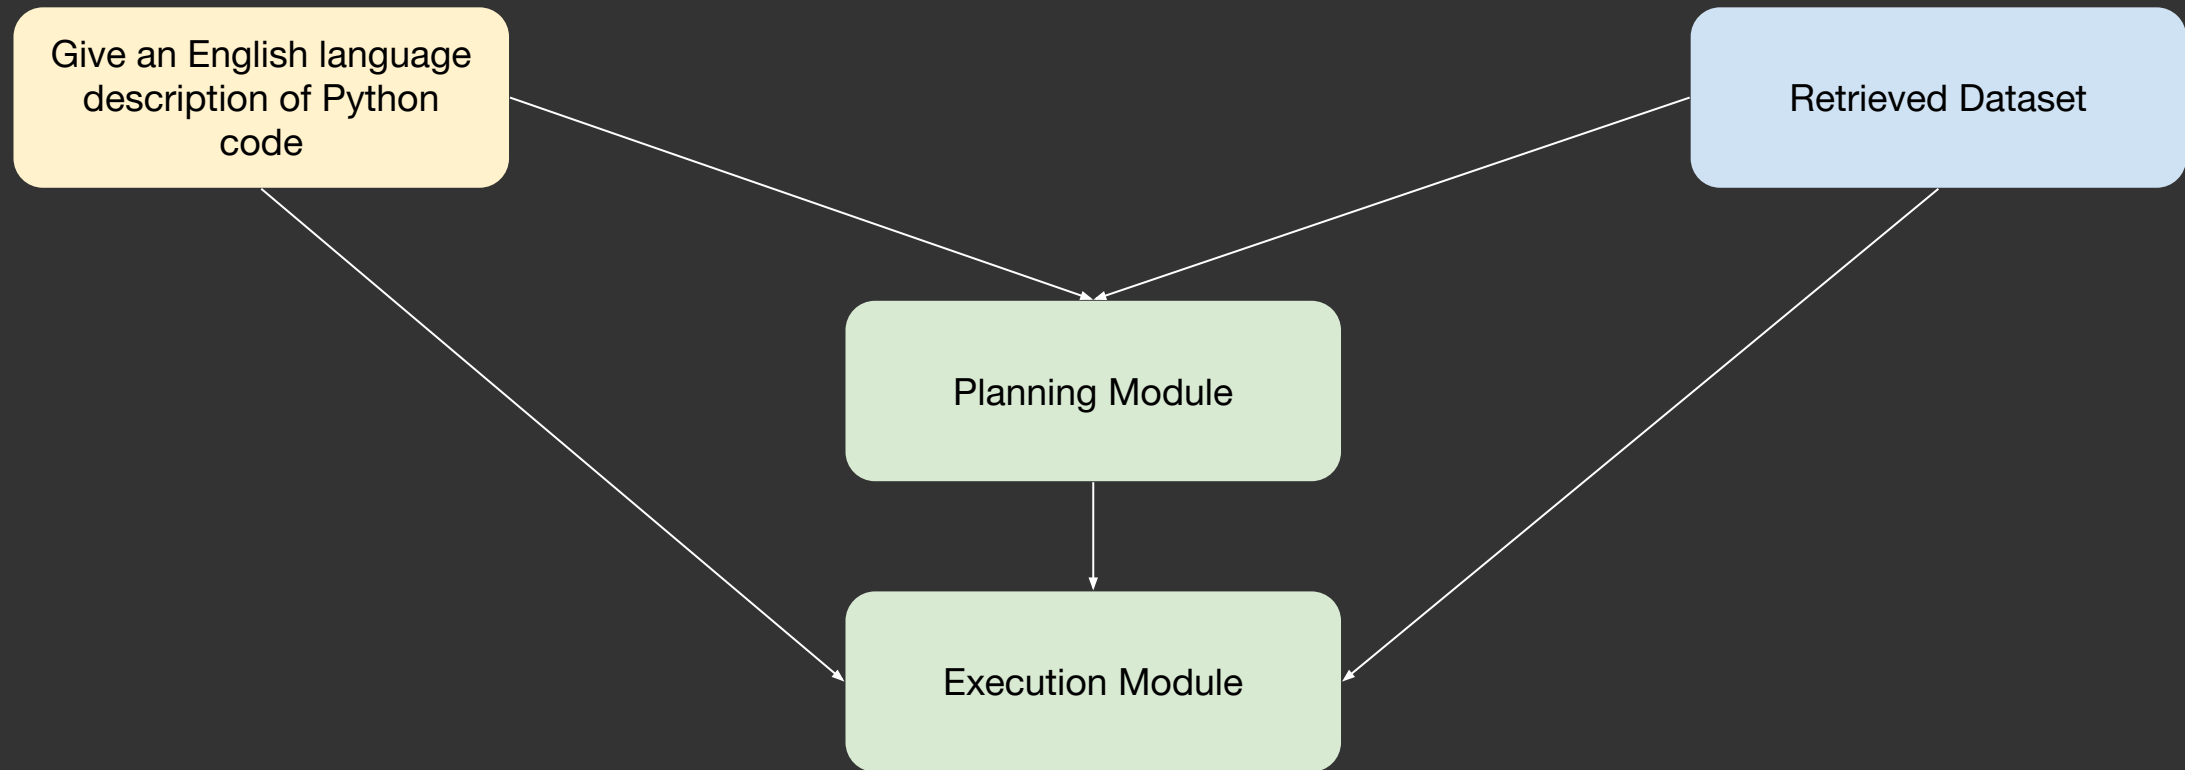 Give an English language
description of Python
code
Retrieved Dataset
Planning Module
Execution Module